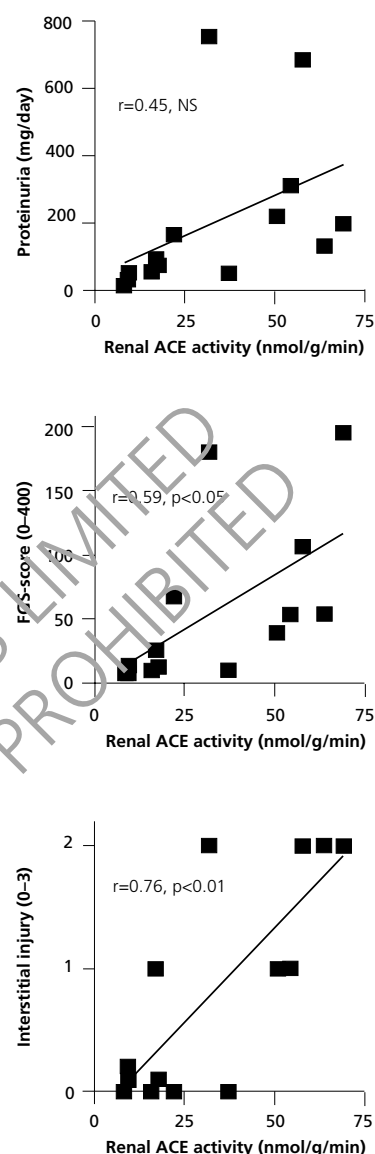 800
600
400
200
0
Proteinuria (mg/day)
r=0.45, NS
0 25 50 75
Renal ACE activity (nmol/g/min)
200
150
100
50
0
FGS-score (0–400)
r=0.59, p<0.05
0 25 50 75
Renal ACE activity (nmol/g/min)
LIMITED
PROHIBITED
2
1
0
Interstitial injury (0–3)
r=0.76, p<0.01
0 25 50 75
Renal ACE activity (nmol/g/min)